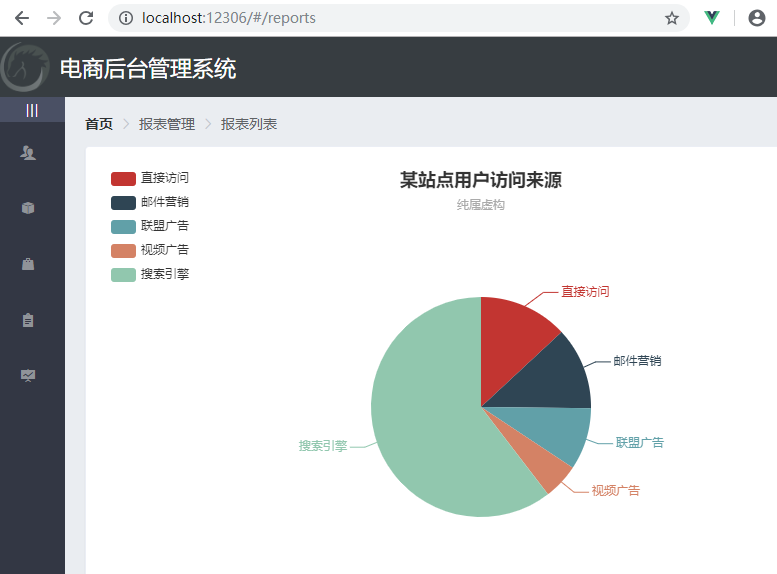 localhost:12306/#/reports
电商后台管理系统
|||
首页 > 报表管理 > 报表列表
直接访问
邮件营销
联盟广告
视频广告
搜索引擎
某站点用户访问来源
纯属虚构
直接访问
邮件营销
联盟广告
视频广告
搜索引擎